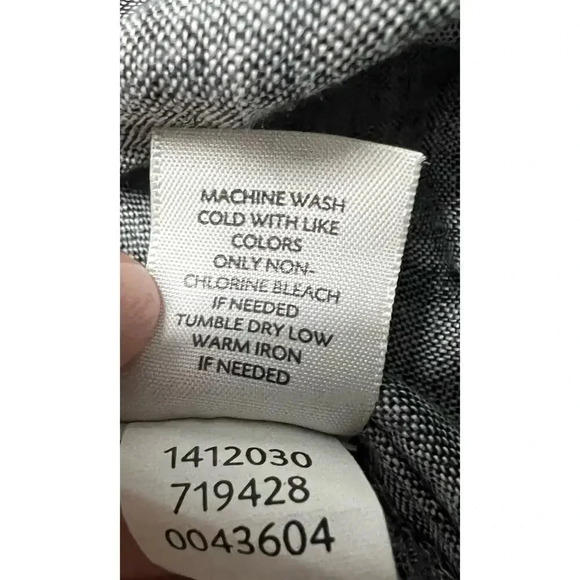 MACHINE WASH
COLD WITH LIKE
COLORS
ONLY NON-
CHLORINE BLEACH
IF NEEDED
TUMBLE DRY LOW
WARM IRON
IF NEEDED
1412030
719428
0043604